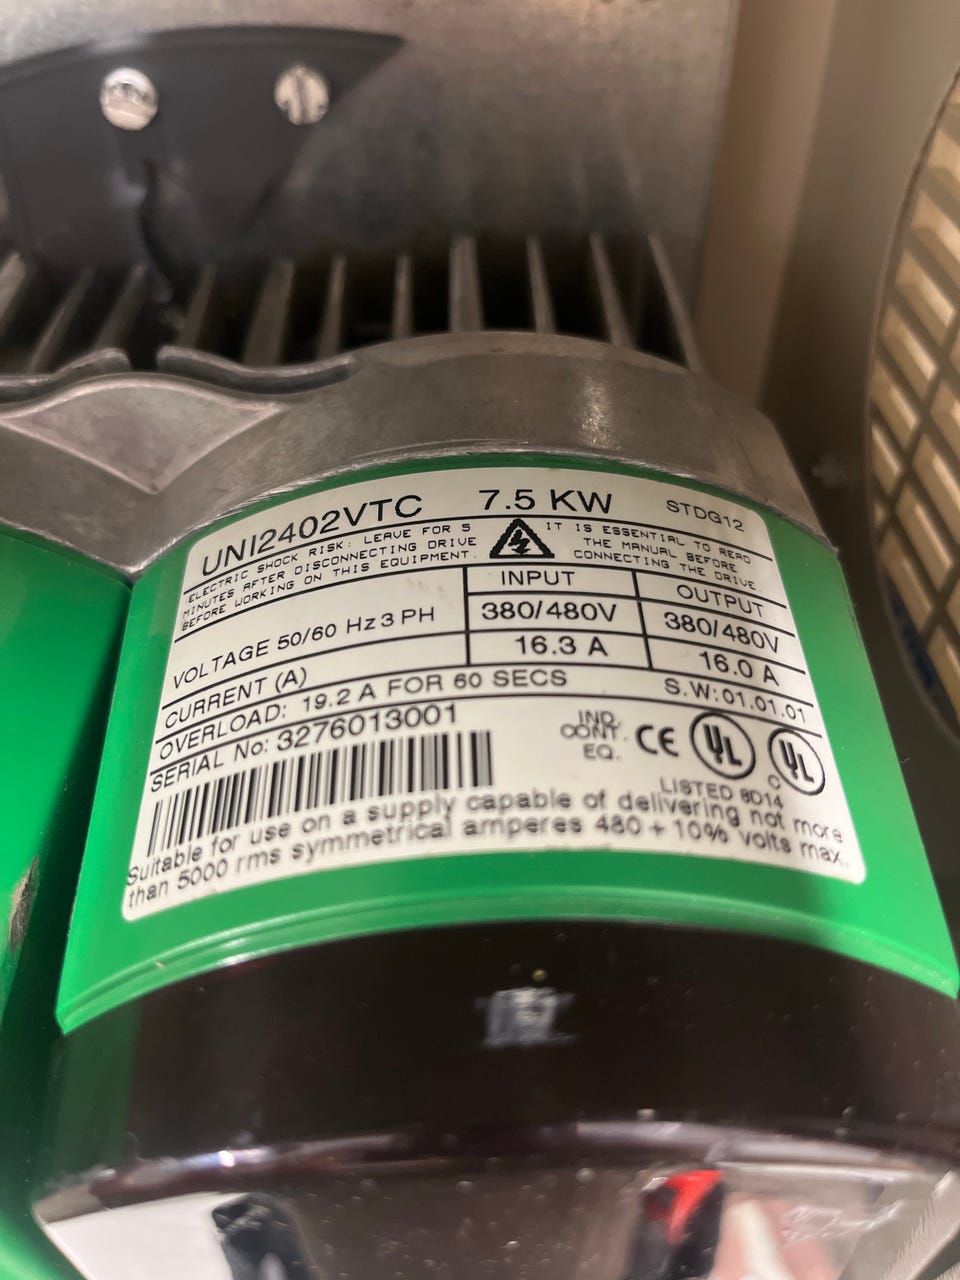 UNI2402VTC 7.5 KW STDG12
ELECTRIC SHOCK RISK: LEAVE FOR 5
MINUTES AFTER DISCONNECTING DRIVE
BEFORE WORKING ON THIS EQUIPMENT.
IT IS ESSENTIAL TO READ
THE MANUAL BEFORE
CONNECTING THE DRIVE.
INPUT OUTPUT
VOLTAGE 50/60 Hz 3 PH 380/480V 380/480V
CURRENT (A) 16.3 A 16.0 A
OVERLOAD: 19.2 A FOR 60 SECS S.W:01.01.01
SERIAL No: 3276013001
IND.
CONT.
EQ.
CE UL C UL
LISTED 8D14
Suitable for use on a supply capable of delivering not more
than 5000 rms symmetrical amperes 480 + 10% volts max.